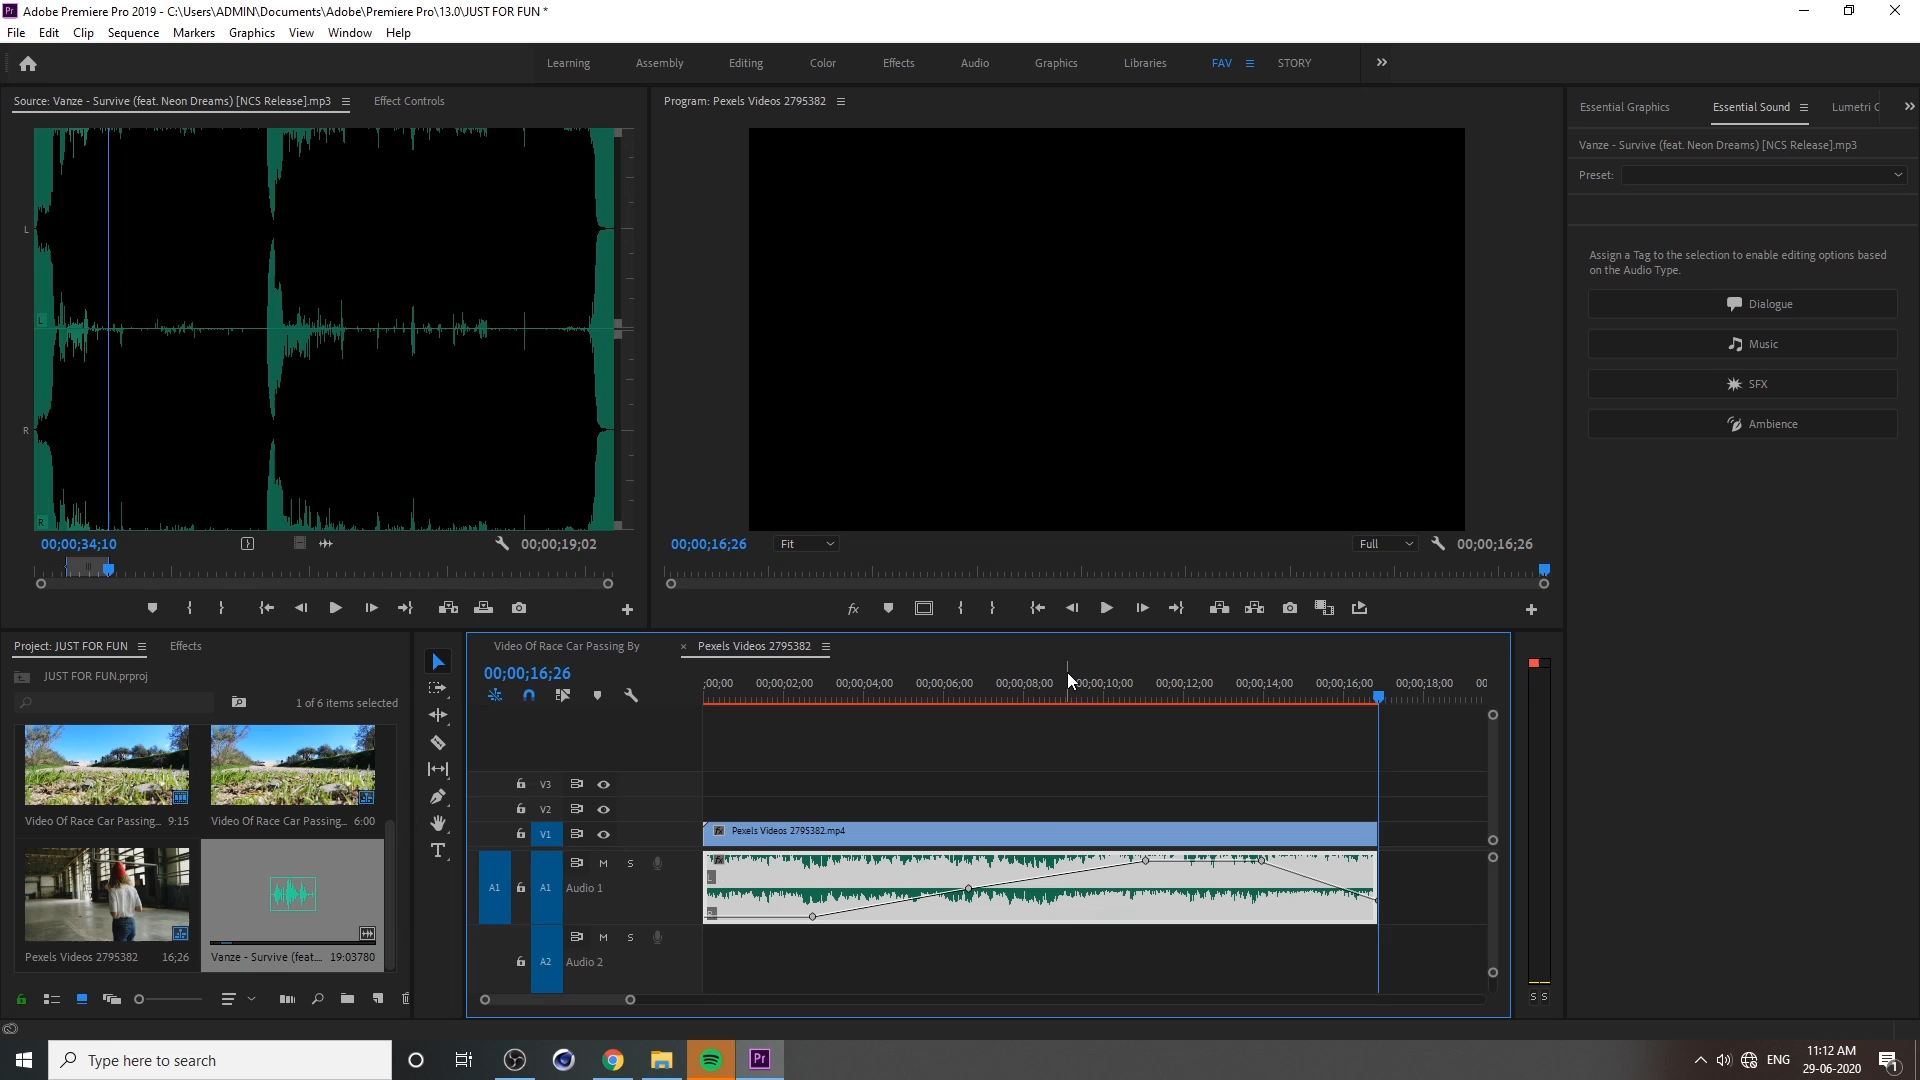 Pr Adobe Premiere Pro 2019 - C:\Users\ADMIN\Documents\Adobe\Premiere Pro\13.0\JUST FOR FUN *
File Edit Clip Sequence Markers Graphics View Window Help
Learning Assembly Editing Color Effects Audio Graphics Libraries FAV STORY
Source: Vanze - Survive (feat. Neon Dreams) [NCS Release].mp3 Effect Controls
Program: Pexels Videos 2795382
Essential Graphics Essential Sound Lumetri C
Vanze - Survive (feat. Neon Dreams) [NCS Release].mp3
Preset:
Assign a Tag to the selection to enable editing options based
on the Audio Type.
Dialogue
Music
SFX
Ambience
L
L
R
R
00;00;34;10 00;00;19;02
00;00;16;26 Fit Full 00;00;16;26
fx
Project: JUST FOR FUN Effects
JUST FOR FUN.prproj
1 of 6 items selected
Video Of Race Car Passing... 9:15
Video Of Race Car Passing... 6:00
Pexels Videos 2795382 16;26
Vanze - Survive (feat.... 19:03780
Video Of Race Car Passing By × Pexels Videos 2795382
00;00;16;26
;00;00 00;00;02;00 00;00;04;00 00;00;06;00 00;00;08;00 00;00;10;00 00;00;12;00 00;00;14;00 00;00;16;00 00;00;18;00 00
V3
V2
V1 fx Pexels Videos 2795382.mp4
M S
A1 A1 Audio 1
L
R
M S
A2 Audio 2
S S
T
Type here to search
Pr
ENG
11:12 AM
29-06-2020
1